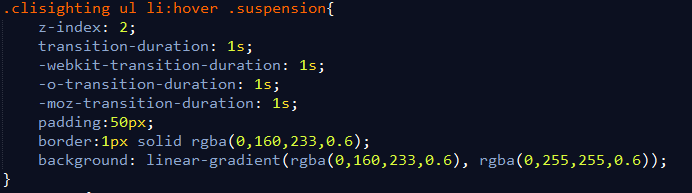 .clisighting ul li:hover .suspension{
z-index: 2;
transition-duration: 1s;
-webkit-transition-duration: 1s;
-o-transition-duration: 1s;
-moz-transition-duration: 1s;
padding:50px;
border:1px solid rgba(0,160,233,0.6);
background: linear-gradient(rgba(0,160,233,0.6), rgba(0,255,255,0.6));
}